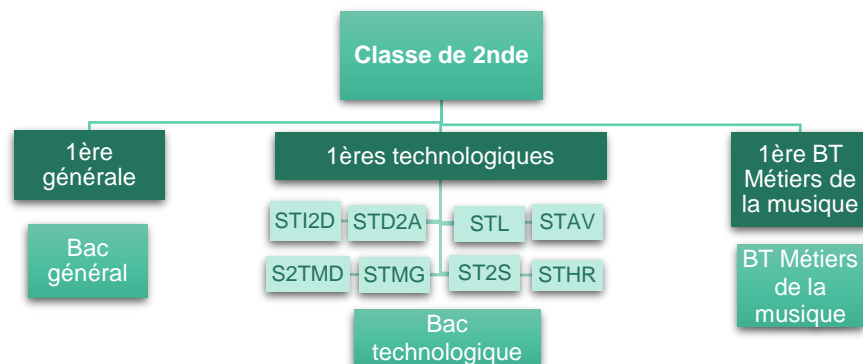 Classe de 2nde
1ère
générale
1ères technologiques
1ère BT
Métiers de
la musique
STI2D
STD2A
STL
STAV
Bac
général
S2TMD
STMG
ST2S
STHR
BT Métiers
de la
musique
Bac
technologique